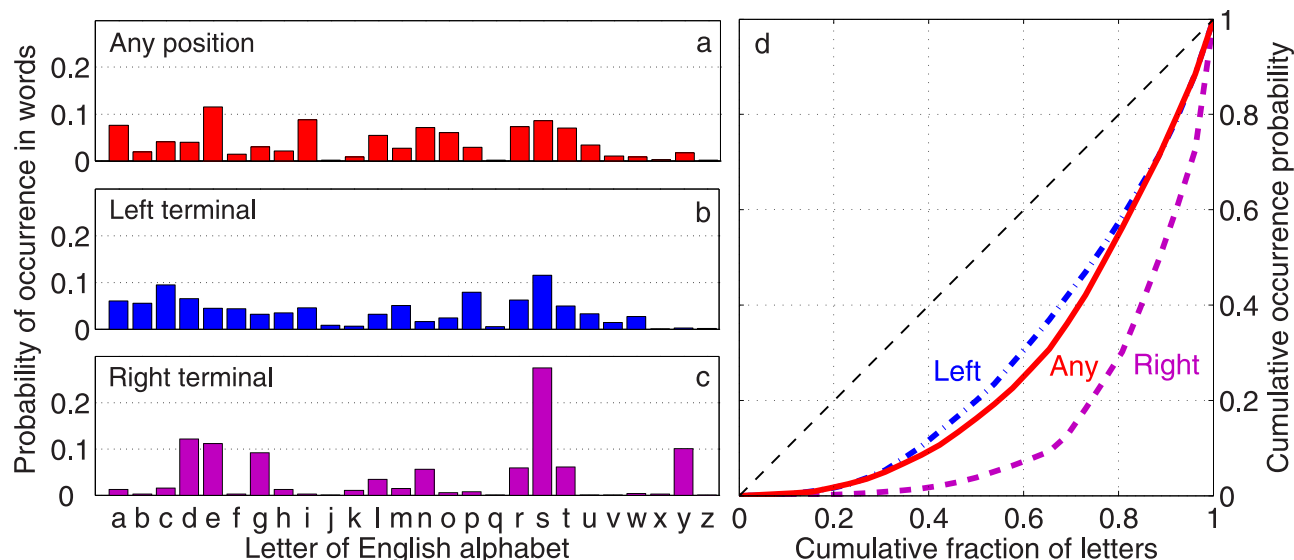 Probability of occurrence in words
Any position
a
0.2
0.1
0
Left terminal
b
0.2
0.1
0
Right terminal
c
0.2
0.1
0
a b c d e f g h i j k l m n o p q r s t u v w x y z
Letter of English alphabet
d
Left
Any
Right
1
0.8
0.6
0.4
0.2
0
0 0.2 0.4 0.6 0.8 1
Cumulative fraction of letters
Cumulative occurrence probability